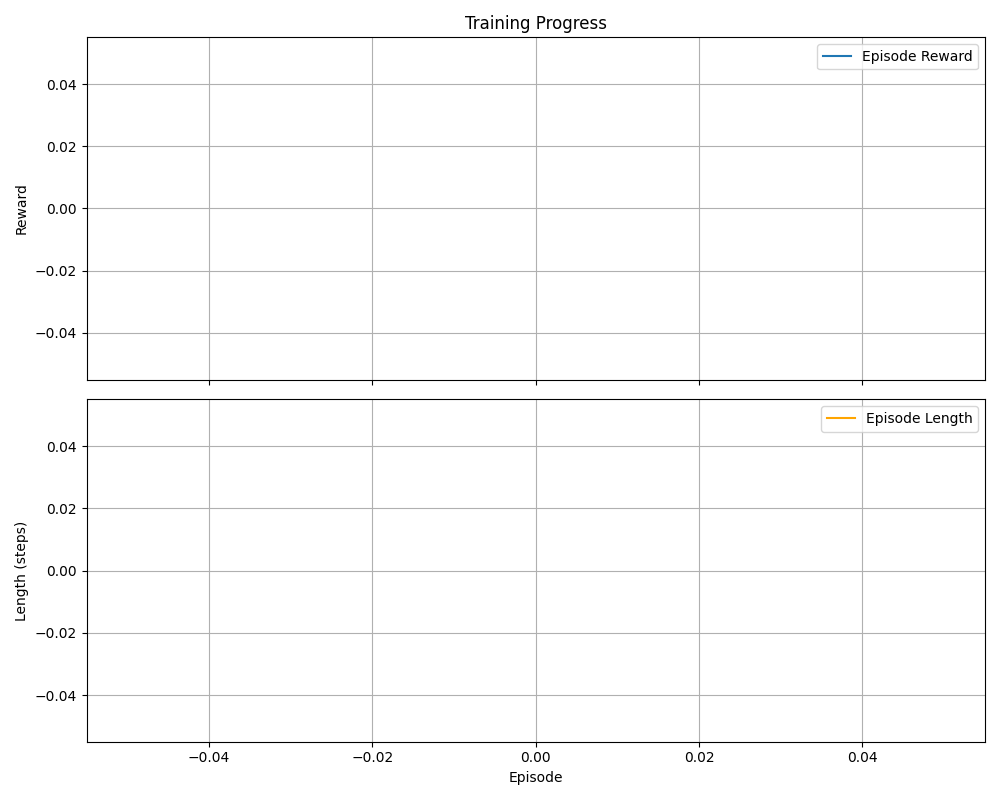 Training Progress
Episode Reward
0.04
0.02
0.00
−0.02
−0.04
Reward
Episode Length
0.04
0.02
0.00
−0.02
−0.04
Length (steps)
−0.04 −0.02 0.00 0.02 0.04
Episode